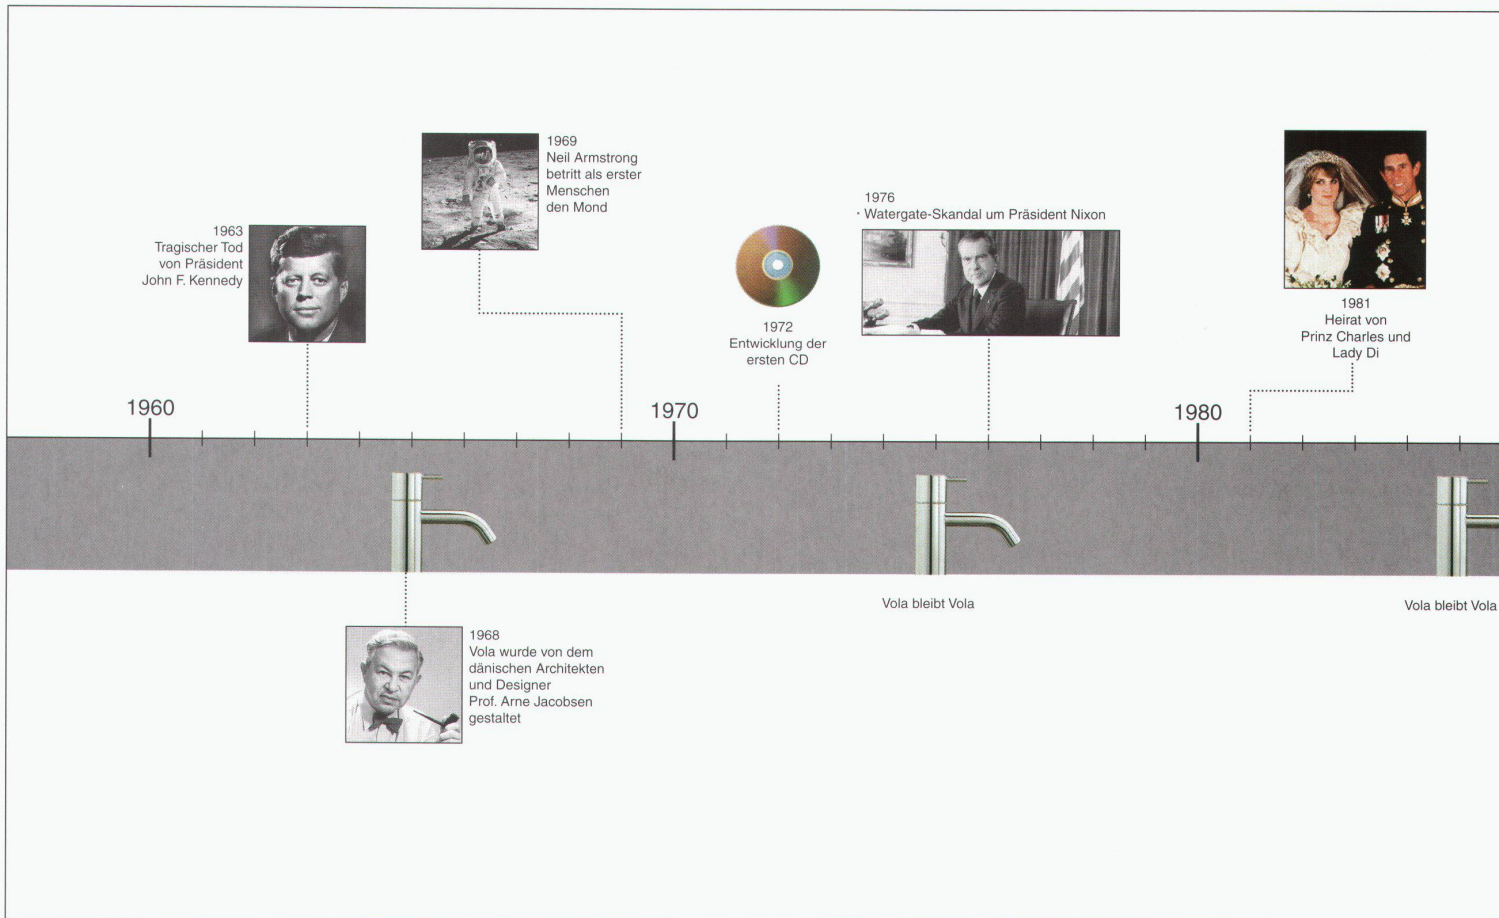 1969
Neil Armstrong
betritt als erster
Menschen
den Mond
1976
Watergate-Skandal um Präsident Nixon
1963
Tragischer Tod
von Präsident
John F. Kennedy
1972
Entwicklung der
ersten CD
1981
Heirat von
Prinz Charles und
Lady Di
1960
1970
1980
Vola bleibt Vola
Vola bleibt Vola
1968
Vola wurde von dem
dänischen Architekten
und Designer
Prof. Arne Jacobsen
gestaltet